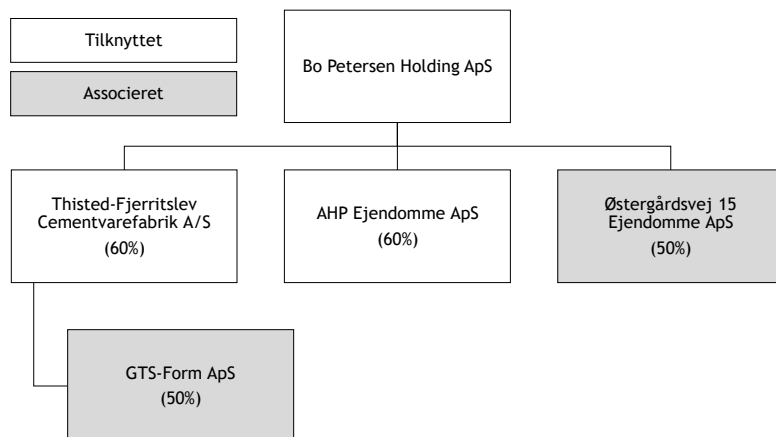 Tilknyttet
Associeret
Bo Petersen Holding ApS
Thisted-Fjerritslev
Cementvarefabrik A/S
(60%)
AHP Ejendomme ApS
(60%)
Østergårdsvej 15
Ejendomme ApS
(50%)
GTS-Form ApS
(50%)